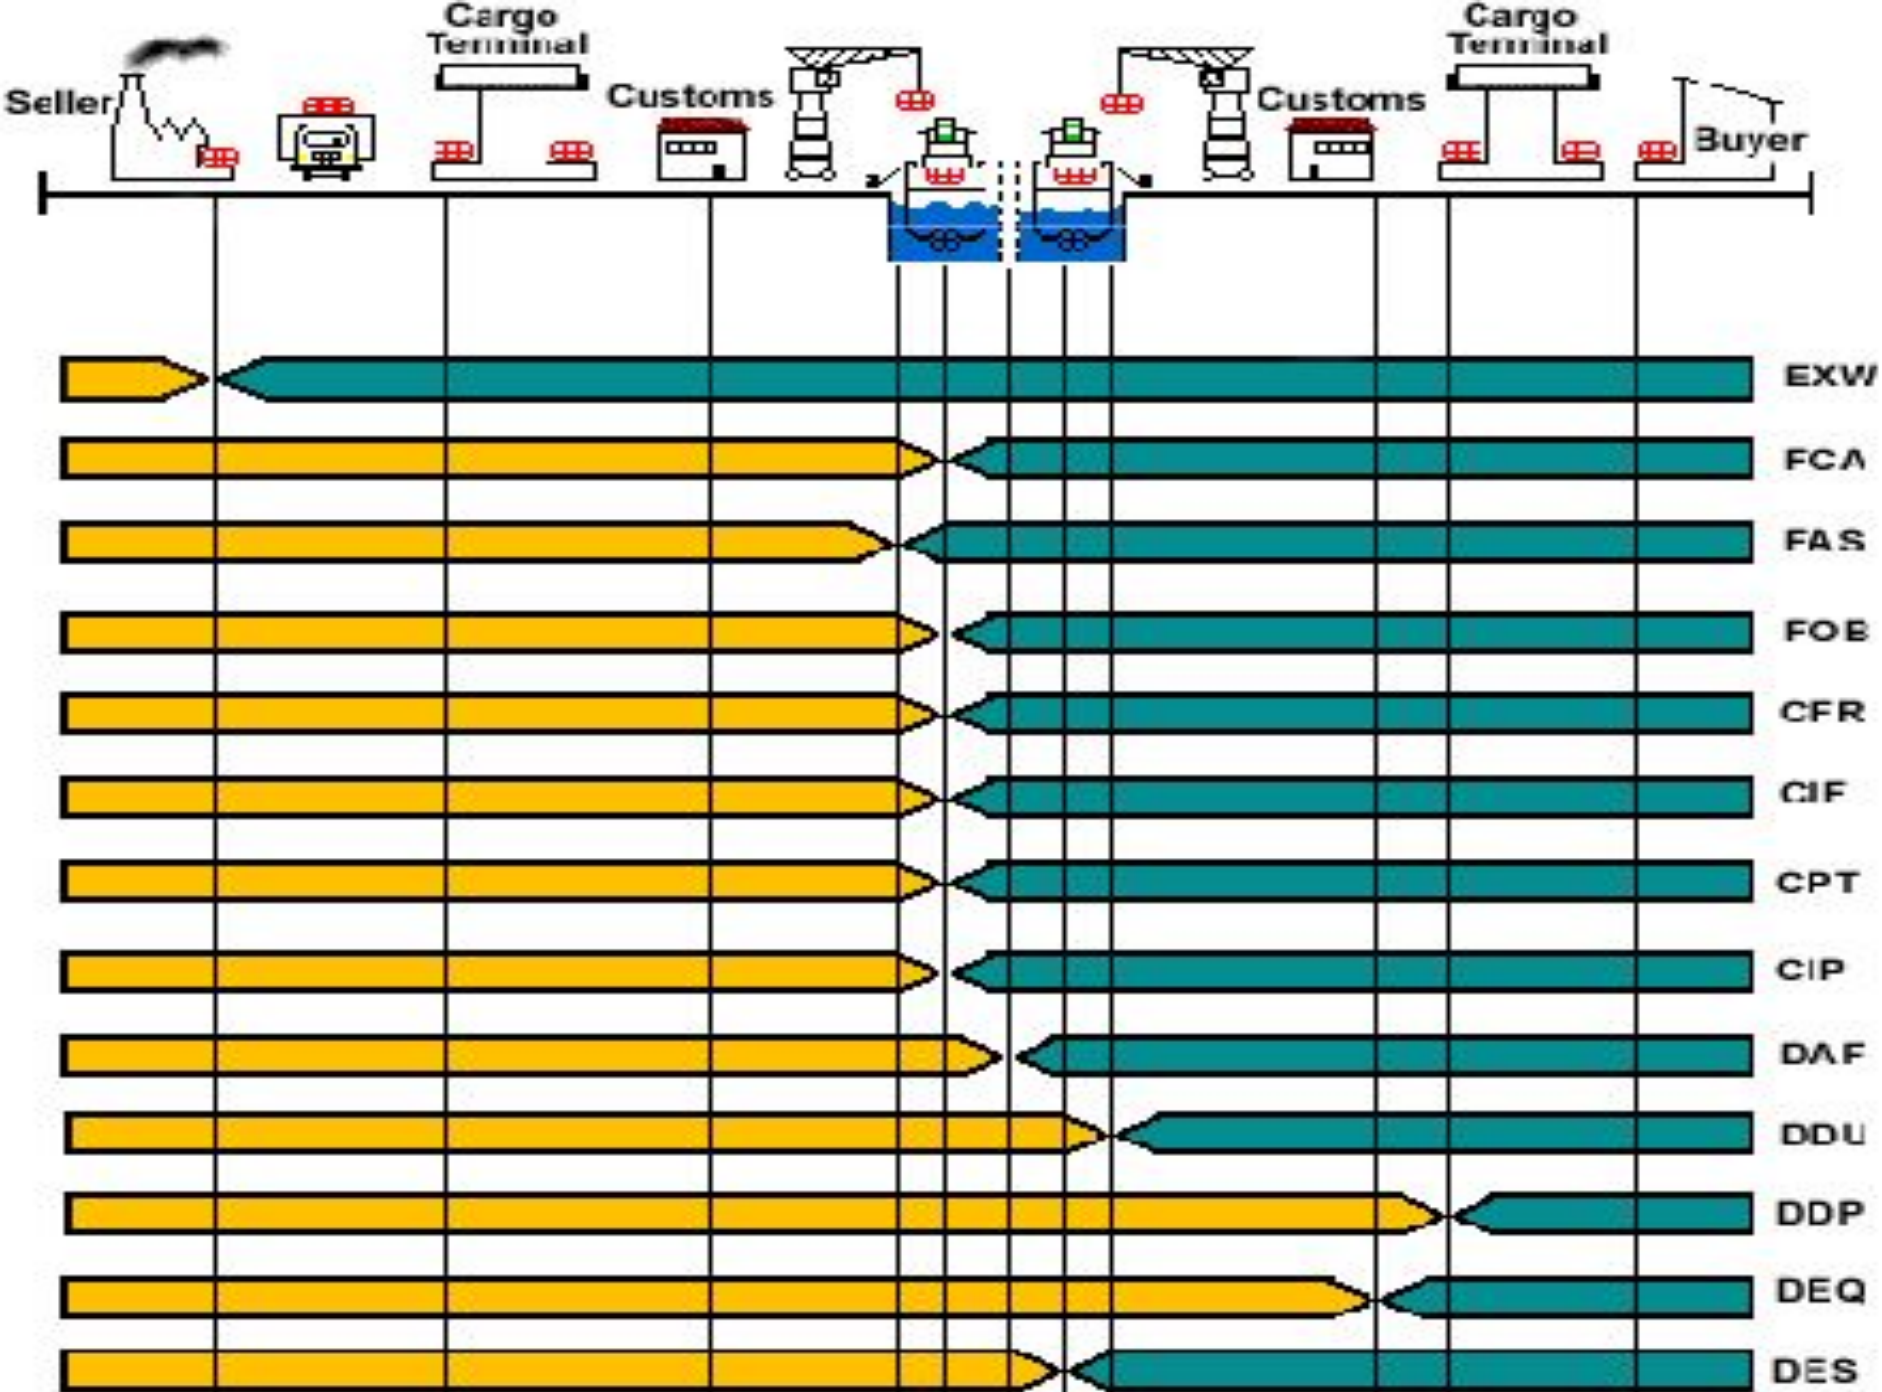 Cargo
Terminal
Seller
Customs
Cargo
Terminal
Customs
Buyer
EXW
FCA
FAS
FOB
CFR
CIF
CPT
CIP
DAF
DDU
DDP
DEQ
DES